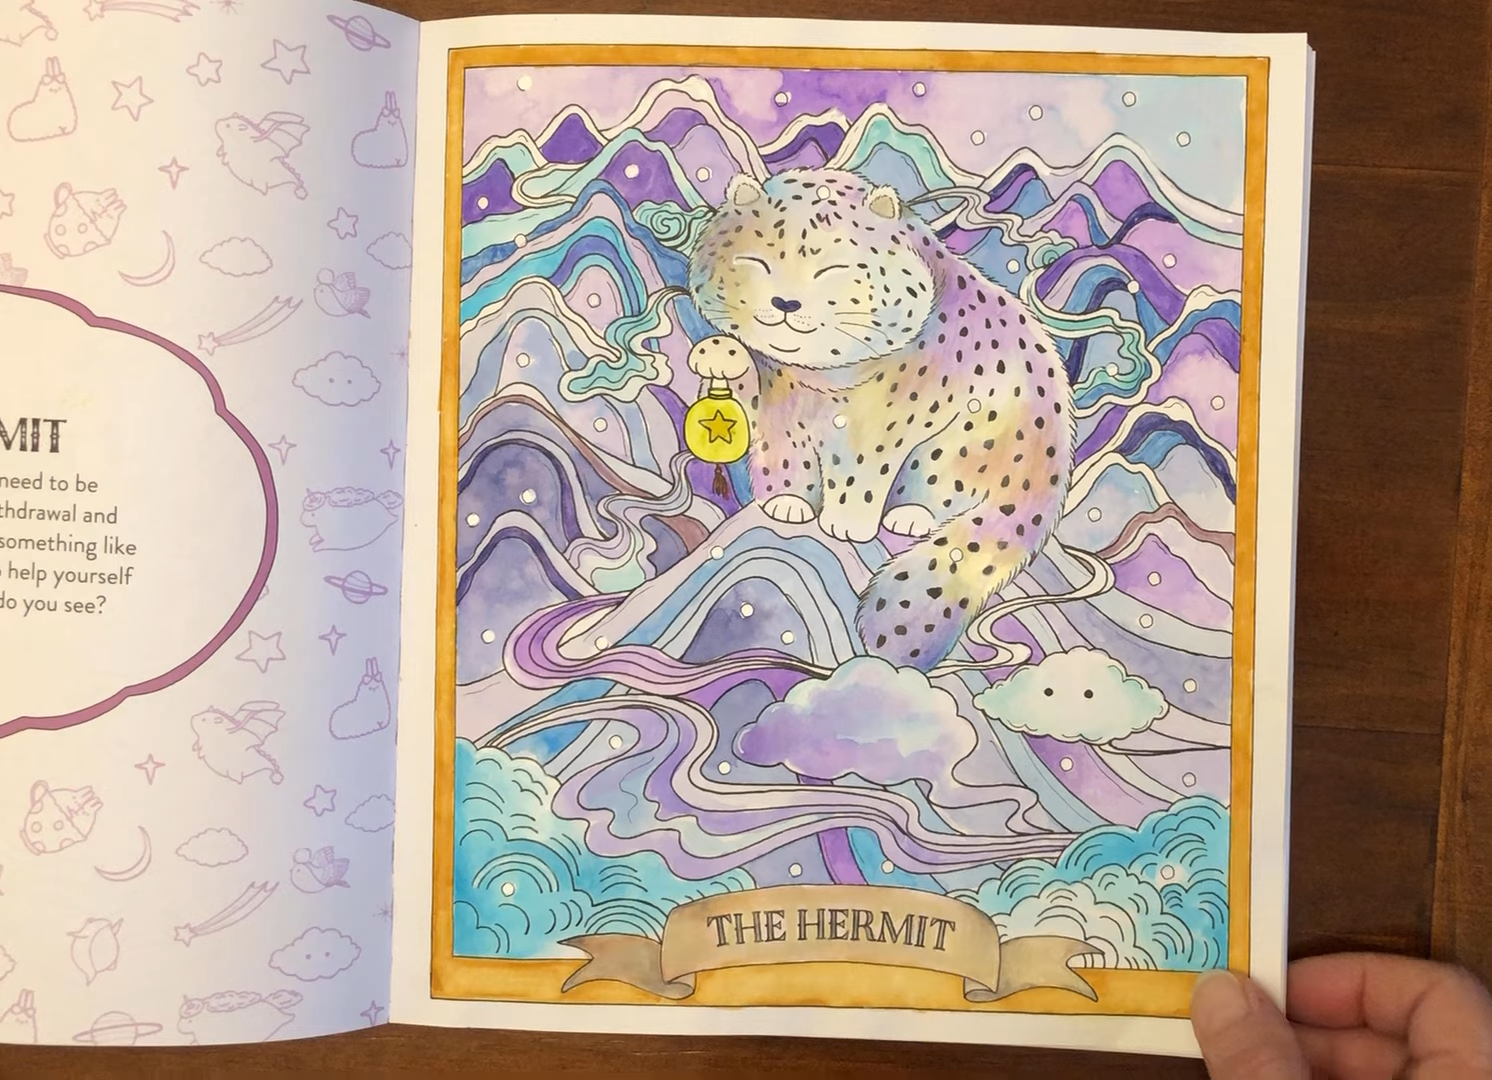 MIT
need to be
thdrawal and
something like
help yourself
do you see?
THE HERMIT